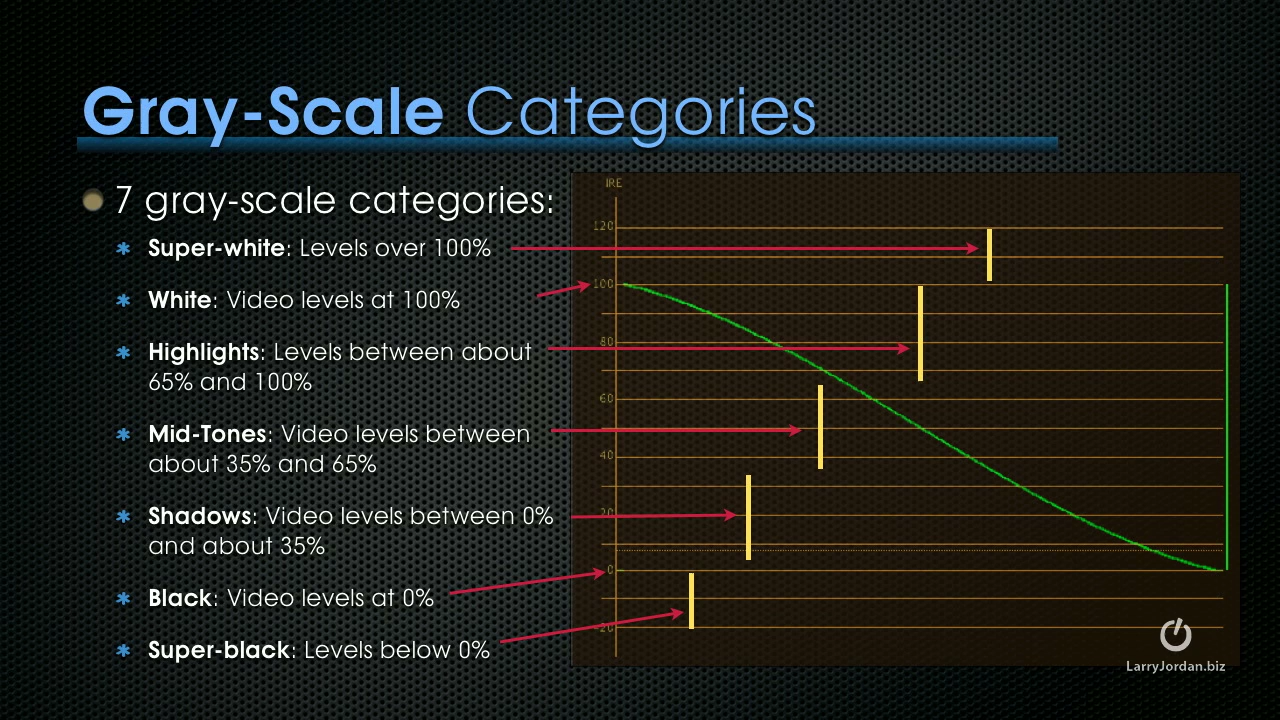 Gray-Scale Categories
7 gray-scale categories:
Super-white: Levels over 100%
White: Video levels at 100%
Highlights: Levels between about
65% and 100%
Mid-Tones: Video levels between
about 35% and 65%
Shadows: Video levels between 0%
and about 35%
Black: Video levels at 0%
Super-black: Levels below 0%
IRE
120
100
80
60
40
20
0
-20
LarryJordan.biz